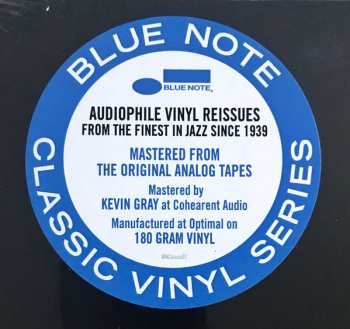 BLUE NOTE
BLUE NOTE
AUDIOPHILE VINYL REISSUES
FROM THE FINEST IN JAZZ SINCE 1939
MASTERED FROM
THE ORIGINAL ANALOG TAPES
Mastered by
KEVIN GRAY at Cohearent Audio
Manufactured at Optimal on
180 GRAM VINYL
CLASSIC VINYL SERIES